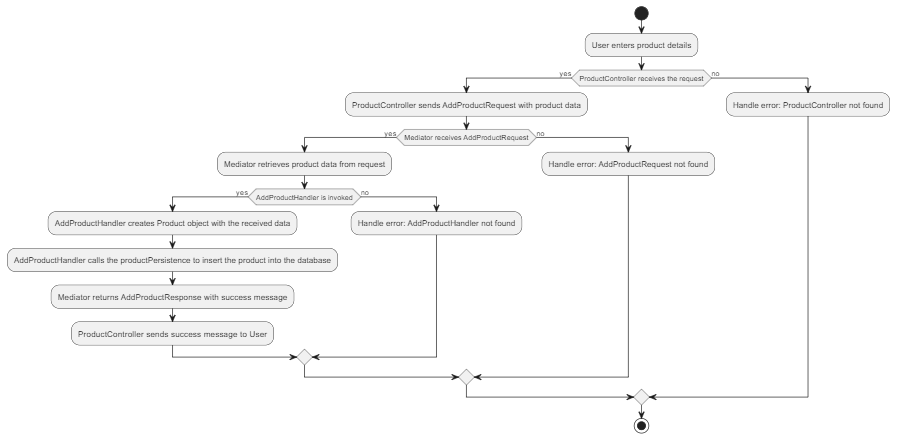 User enters product details
yes
ProductController receives the request
no
ProductController sends AddProductRequest with product data
Handle error: ProductController not found
yes
Mediator receives AddProductRequest
no
Mediator retrieves product data from request
Handle error: AddProductRequest not found
yes
AddProductHandler is invoked
no
AddProductHandler creates Product object with the received data
Handle error: AddProductHandler not found
AddProductHandler calls the productPersistence to insert the product into the database
Mediator returns AddProductResponse with success message
ProductController sends success message to User